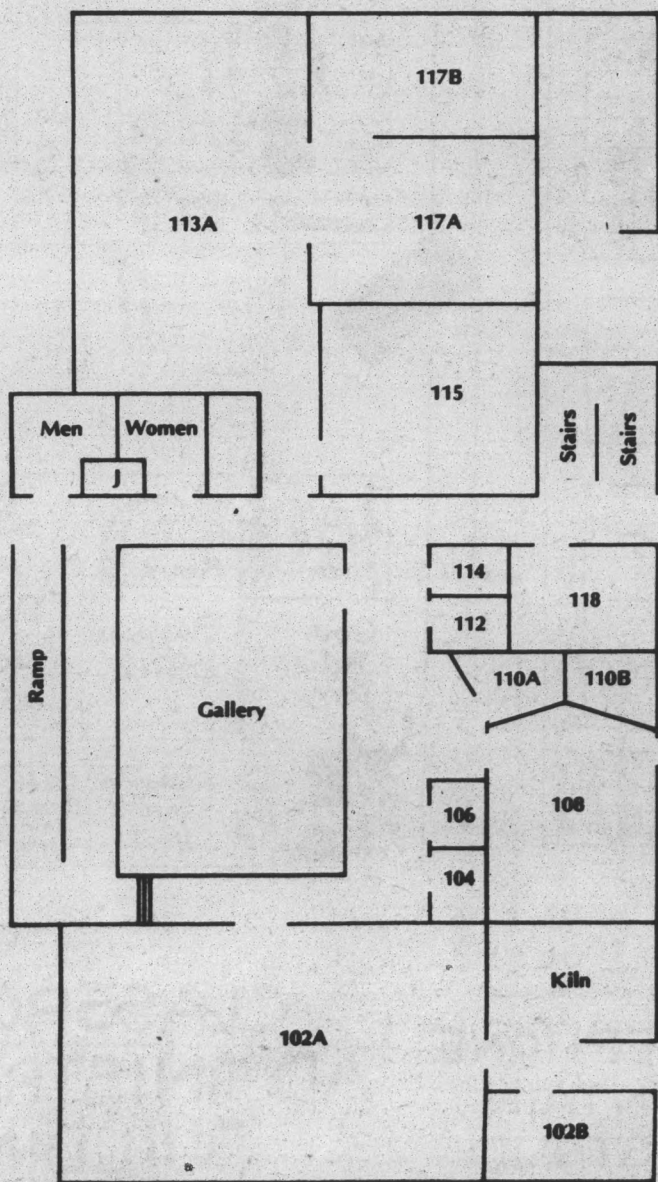 117B
113A
117A
115
Men
Women
J
Stairs
Stairs
114
118
112
Ramp
110A
110B
Gallery
106
108
104
Kiln
102A
102B